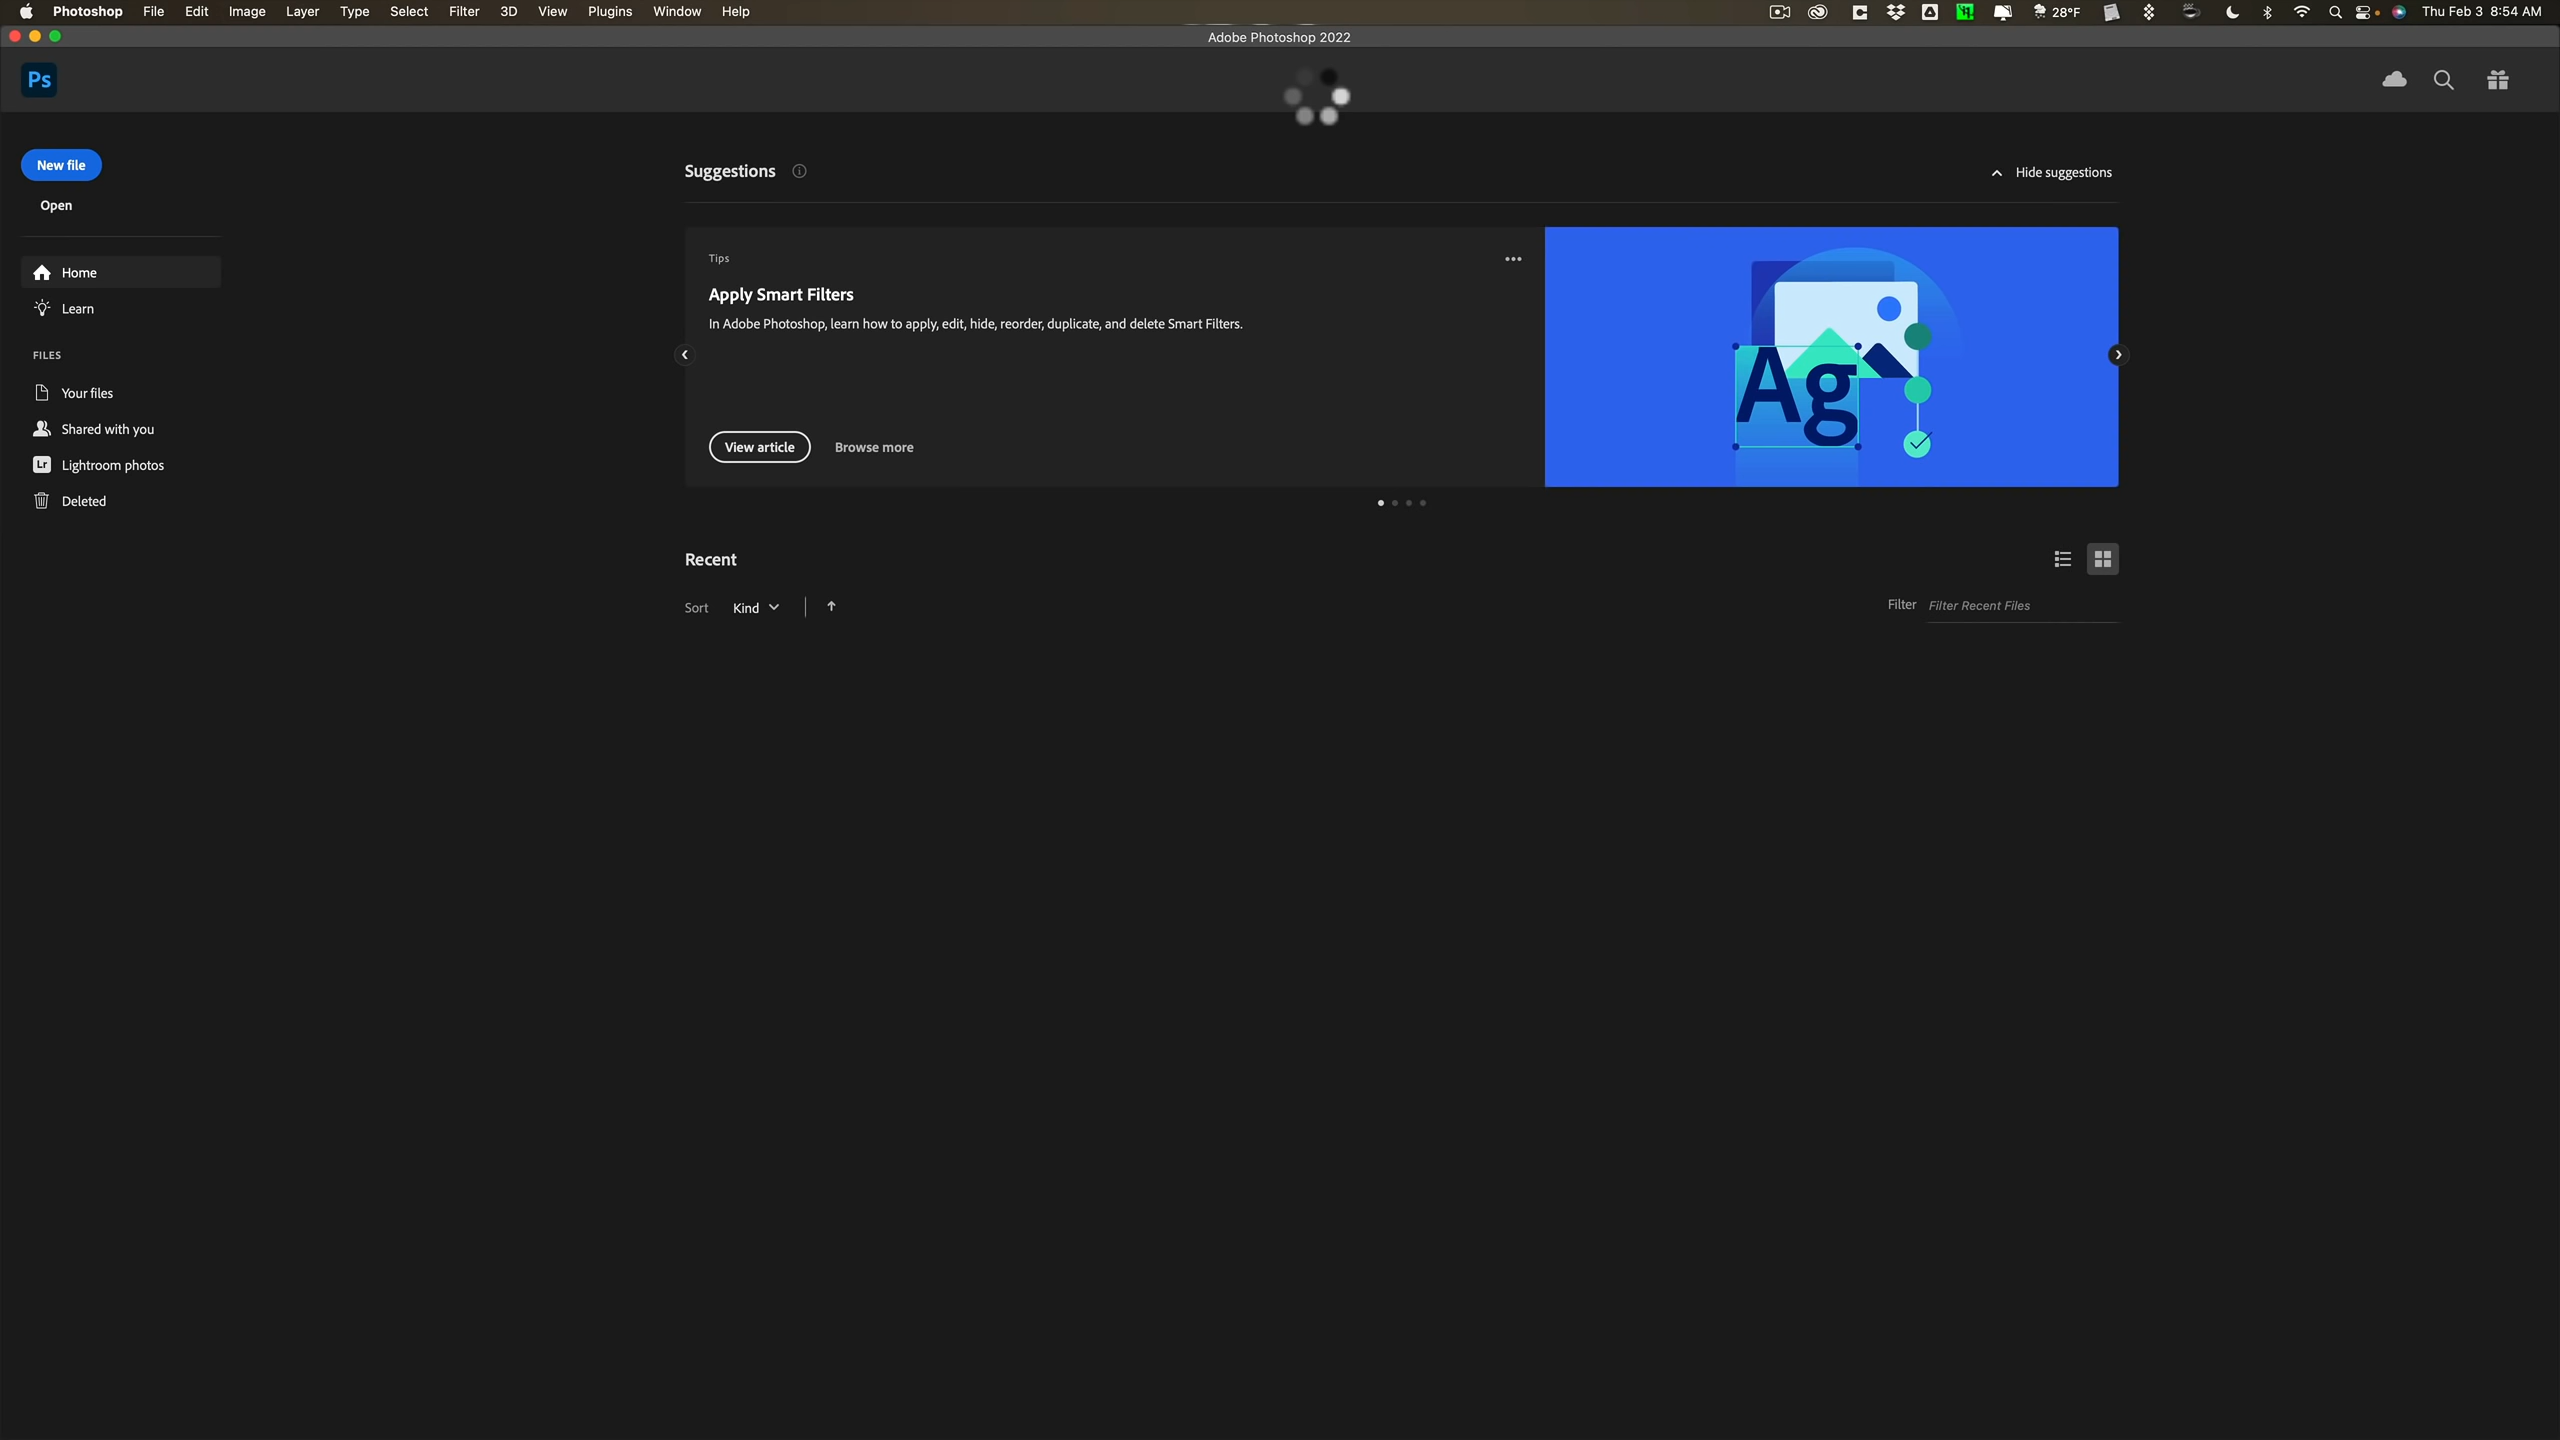 Photoshop File Edit Image Layer Type Select Filter 3D View Plugins Window Help 28°F Thu Feb 3 8:54 AM
Adobe Photoshop 2022
Ps
New file
Open
Home
Learn
FILES
Your files
Shared with you
Lr Lightroom photos
Deleted
Suggestions
Hide suggestions
Tips
Apply Smart Filters
In Adobe Photoshop, learn how to apply, edit, hide, reorder, duplicate, and delete Smart Filters.
View article Browse more
Ag
Recent
Sort Kind
Filter Filter Recent Files